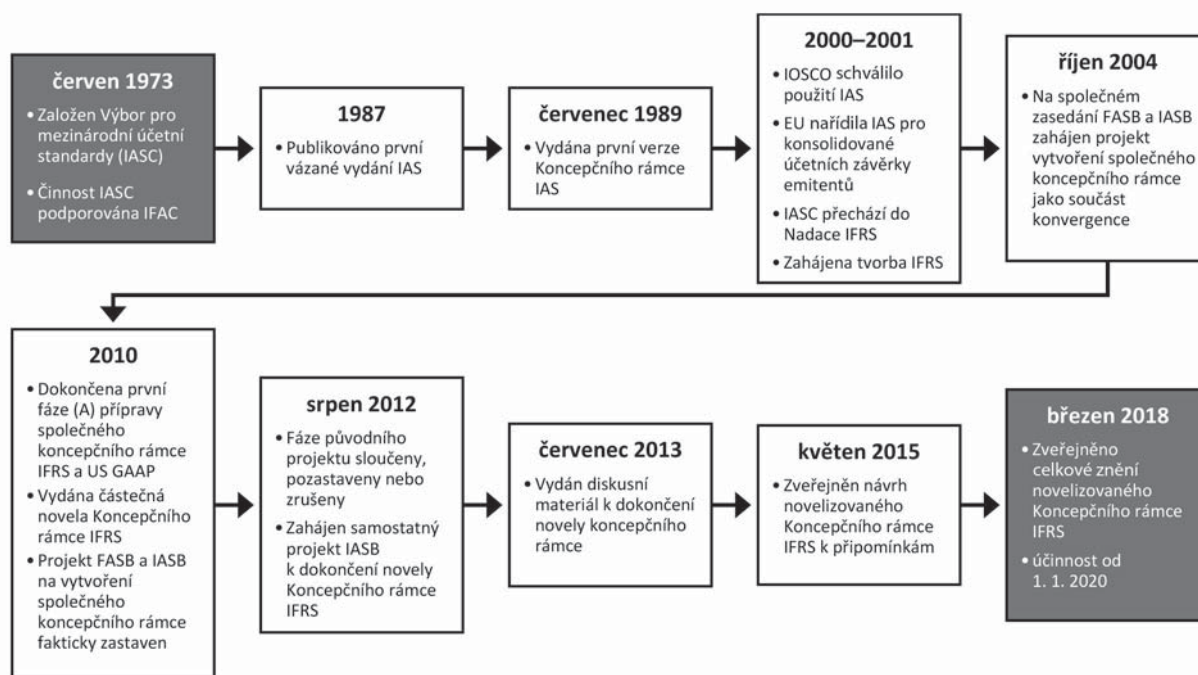 červen 1973
• Založen Výbor pro
mezinárodní účetní
standardy (IASC)
• Činnost IASC
podporována IFAC
1987
• Publikováno první
vázané vydání IAS
červenec 1989
• Vydána první verze
Koncepčního rámce
IAS
2000–2001
• IOSCO schválilo
použití IAS
• EU nařídila IAS pro
konsolidované
účetních závěrky
emitentů
• IASC přechází do
Nadace IFRS
• Zahájena tvorba IFRS
říjen 2004
• Na společném
zasedání FASB a IASB
zahájen projekt
vytvoření společného
koncepčního rámce
jako součást
konvergence
2010
• Dokončena první
fáze (A) přípravy
společného
koncepčního rámce
IFRS a US GAAP
• Vydána částečná
novela Koncepčního
rámce IFRS
• Projekt FASB a IASB
na vytvoření
společného
koncepčního rámce
fakticky zastaven
srpen 2012
• Fáze původního
projektu sloučeny,
pozastaveny nebo
zrušeny
• Zahájen samostatný
projekt IASB
k dokončení novely
Koncepčního rámce
IFRS
červenec 2013
• Vydán diskusní
materiál k dokončení
novely koncepčního
rámce
květen 2015
• Zveřejněn návrh
novelizovaného
Koncepčního rámce
IFRS k připomínkám
březen 2018
• Zveřejněno
celkové znění
novelizovaného
Koncepčního rámce
IFRS
• účinnost od
1. 1. 2020